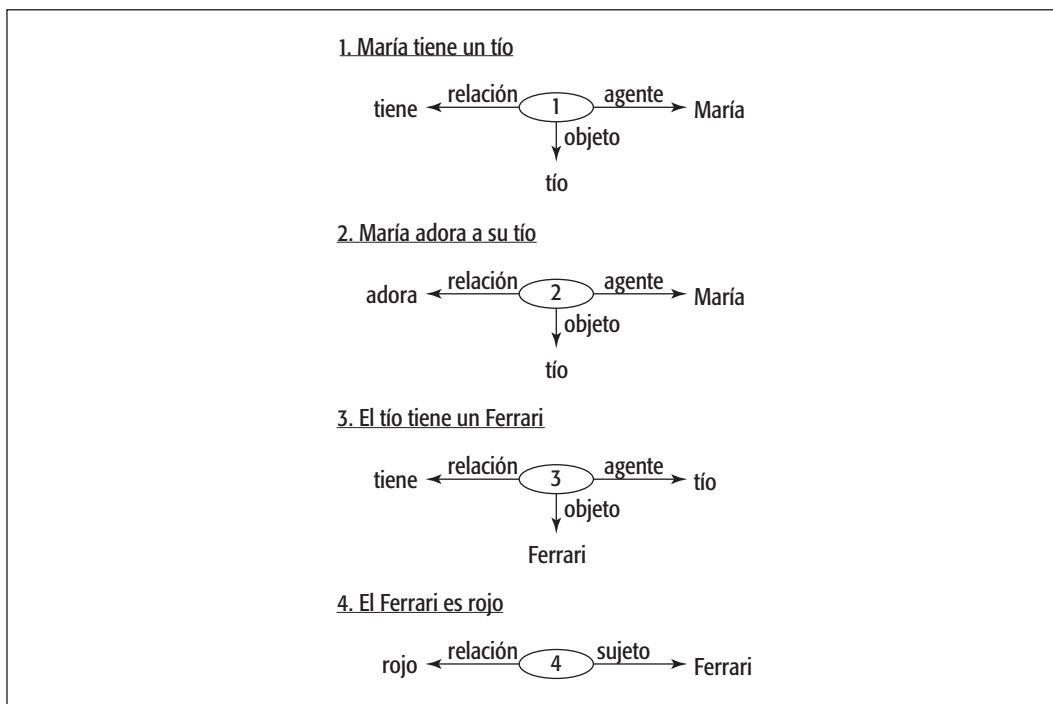 1. María tiene un tío
relación agente
tiene 1 María
objeto
tío
2. María adora a su tío
relación agente
adora 2 María
objeto
tío
3. El tío tiene un Ferrari
relación agente
tiene 3 tío
objeto
Ferrari
4. El Ferrari es rojo
relación sujeto
rojo 4 Ferrari